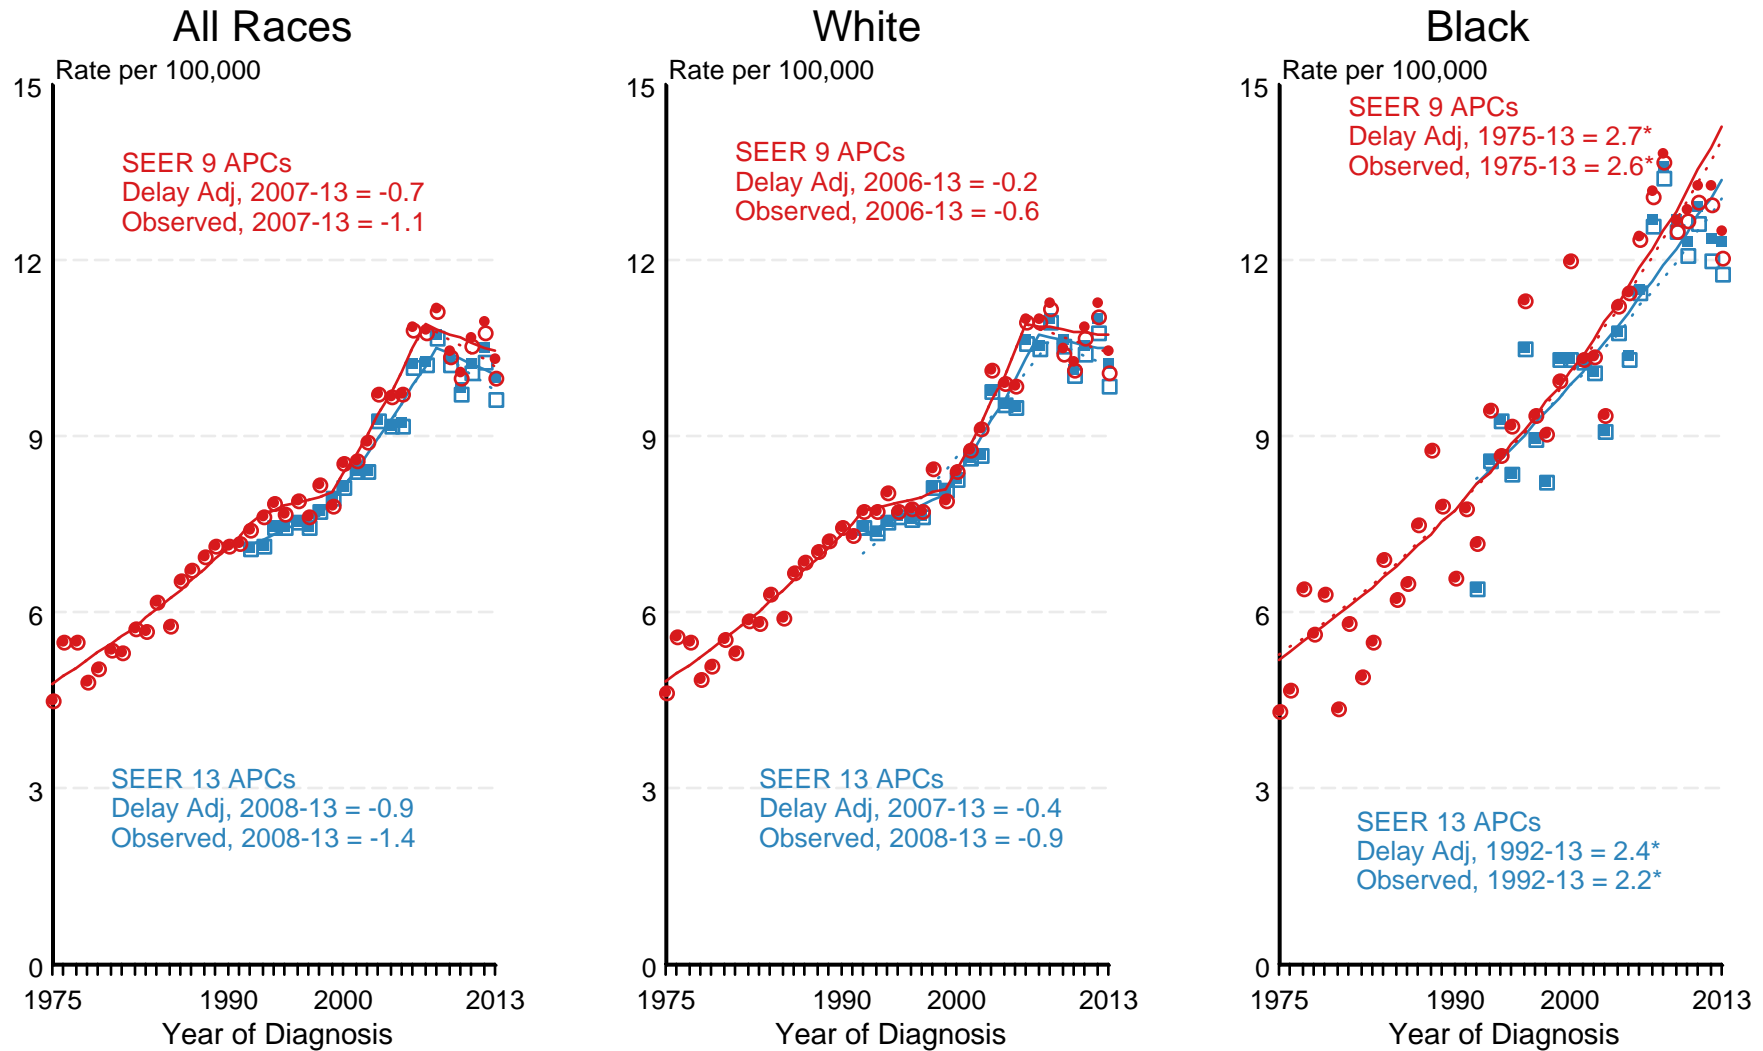 All Races
Rate per 100,000
15
12
9
6
3
0
SEER 9 APCs
Delay Adj, 2007-13 = -0.7
Observed, 2007-13 = -1.1
SEER 13 APCs
Delay Adj, 2008-13 = -0.9
Observed, 2008-13 = -1.4
1975 1990 2000 2013
Year of Diagnosis
White
Rate per 100,000
15
12
9
6
3
0
SEER 9 APCs
Delay Adj, 2006-13 = -0.2
Observed, 2006-13 = -0.6
SEER 13 APCs
Delay Adj, 2007-13 = -0.4
Observed, 2008-13 = -0.9
1975 1990 2000 2013
Year of Diagnosis
Black
Rate per 100,000
15
12
9
6
3
0
SEER 9 APCs
Delay Adj, 1975-13 = 2.7*
Observed, 1975-13 = 2.6*
SEER 13 APCs
Delay Adj, 1992-13 = 2.4*
Observed, 1992-13 = 2.2*
1975 1990 2000 2013
Year of Diagnosis